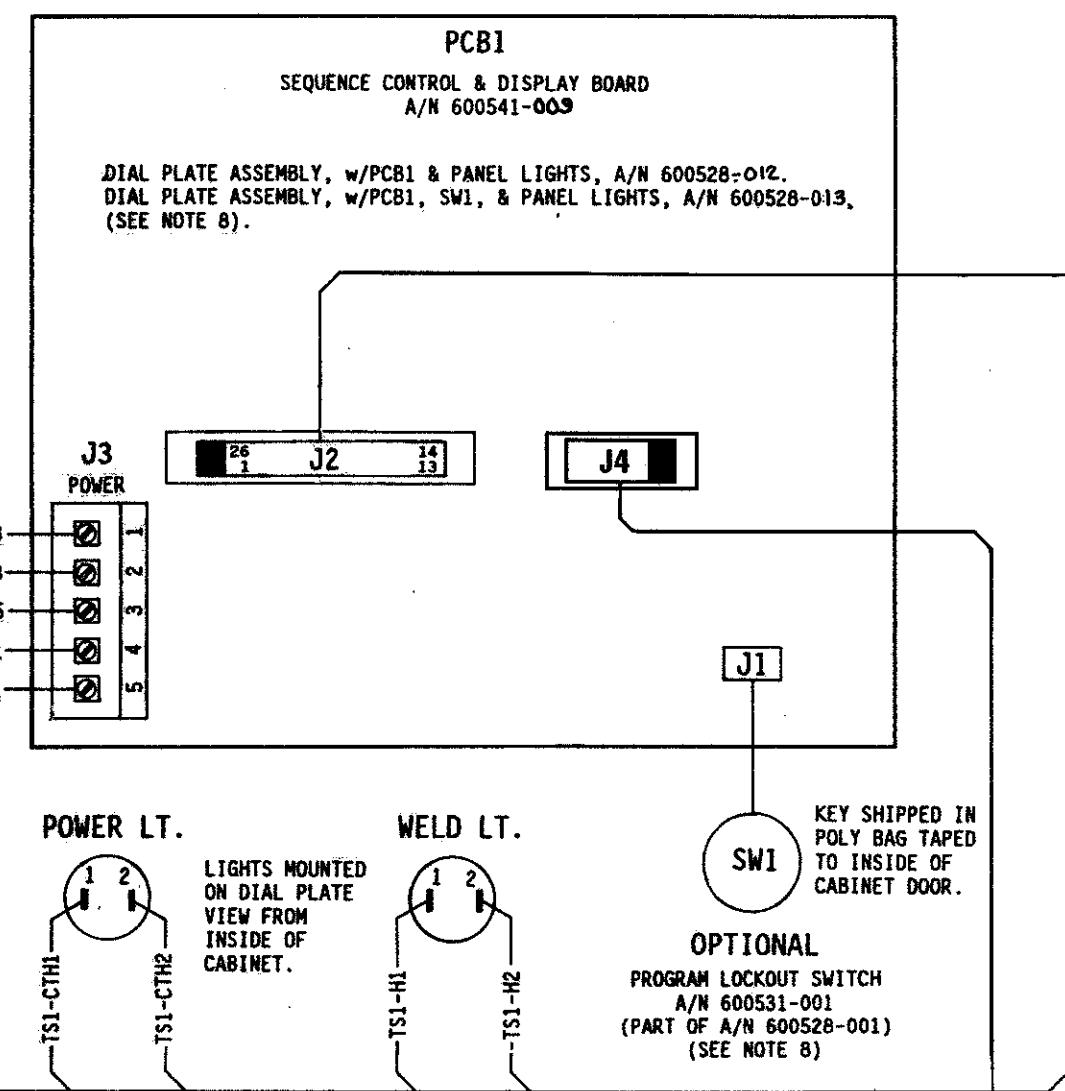 PCB1
SEQUENCE CONTROL & DISPLAY BOARD
A/N 600541-009
DIAL PLATE ASSEMBLY, w/PCB1 & PANEL LIGHTS, A/N 600528-012.
DIAL PLATE ASSEMBLY, w/PCB1, SW1, & PANEL LIGHTS, A/N 600528-013.
(SEE NOTE 8).
J3
POWER
1
2
3
4
5
26 14
1 J2 13
J4
J1
POWER LT.
1 2
TS1-CTH1
TS1-CTH2
LIGHTS MOUNTED
ON DIAL PLATE
VIEW FROM
INSIDE OF
CABINET.
WELD LT.
1 2
TS1-H1
TS1-H2
SW1
KEY SHIPPED IN
POLY BAG TAPED
TO INSIDE OF
CABINET DOOR.
OPTIONAL
PROGRAM LOCKOUT SWITCH
A/N 600531-001
(PART OF A/N 600528-001)
(SEE NOTE 8)